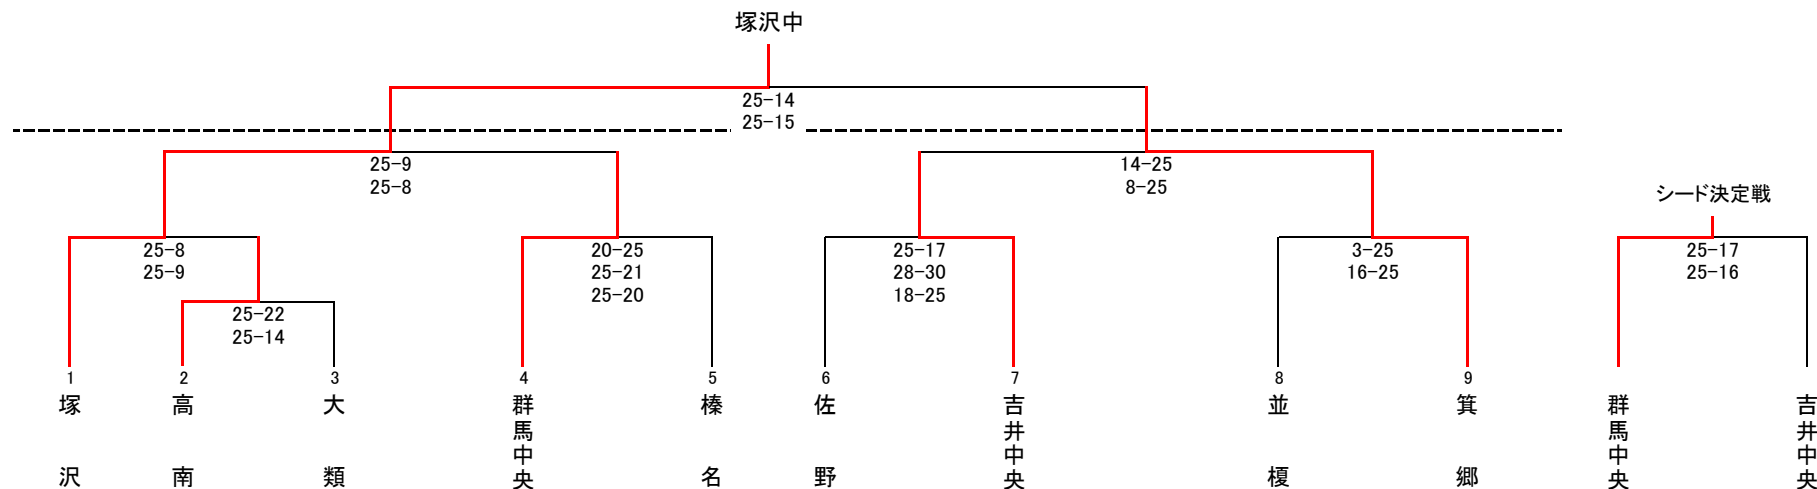 塚沢中
25-14
25-15
25-9
25-8
14-25
8-25
シード決定戦
25-8
25-9
20-25
25-21
25-20
25-17
28-30
18-25
3-25
16-25
25-17
25-16
25-22
25-14
1
2
3
4
5
6
7
8
9
塚沢
高南
大類
群馬中央
榛名
佐野
吉井中央
並榎
箕郷
群馬中央
吉井中央